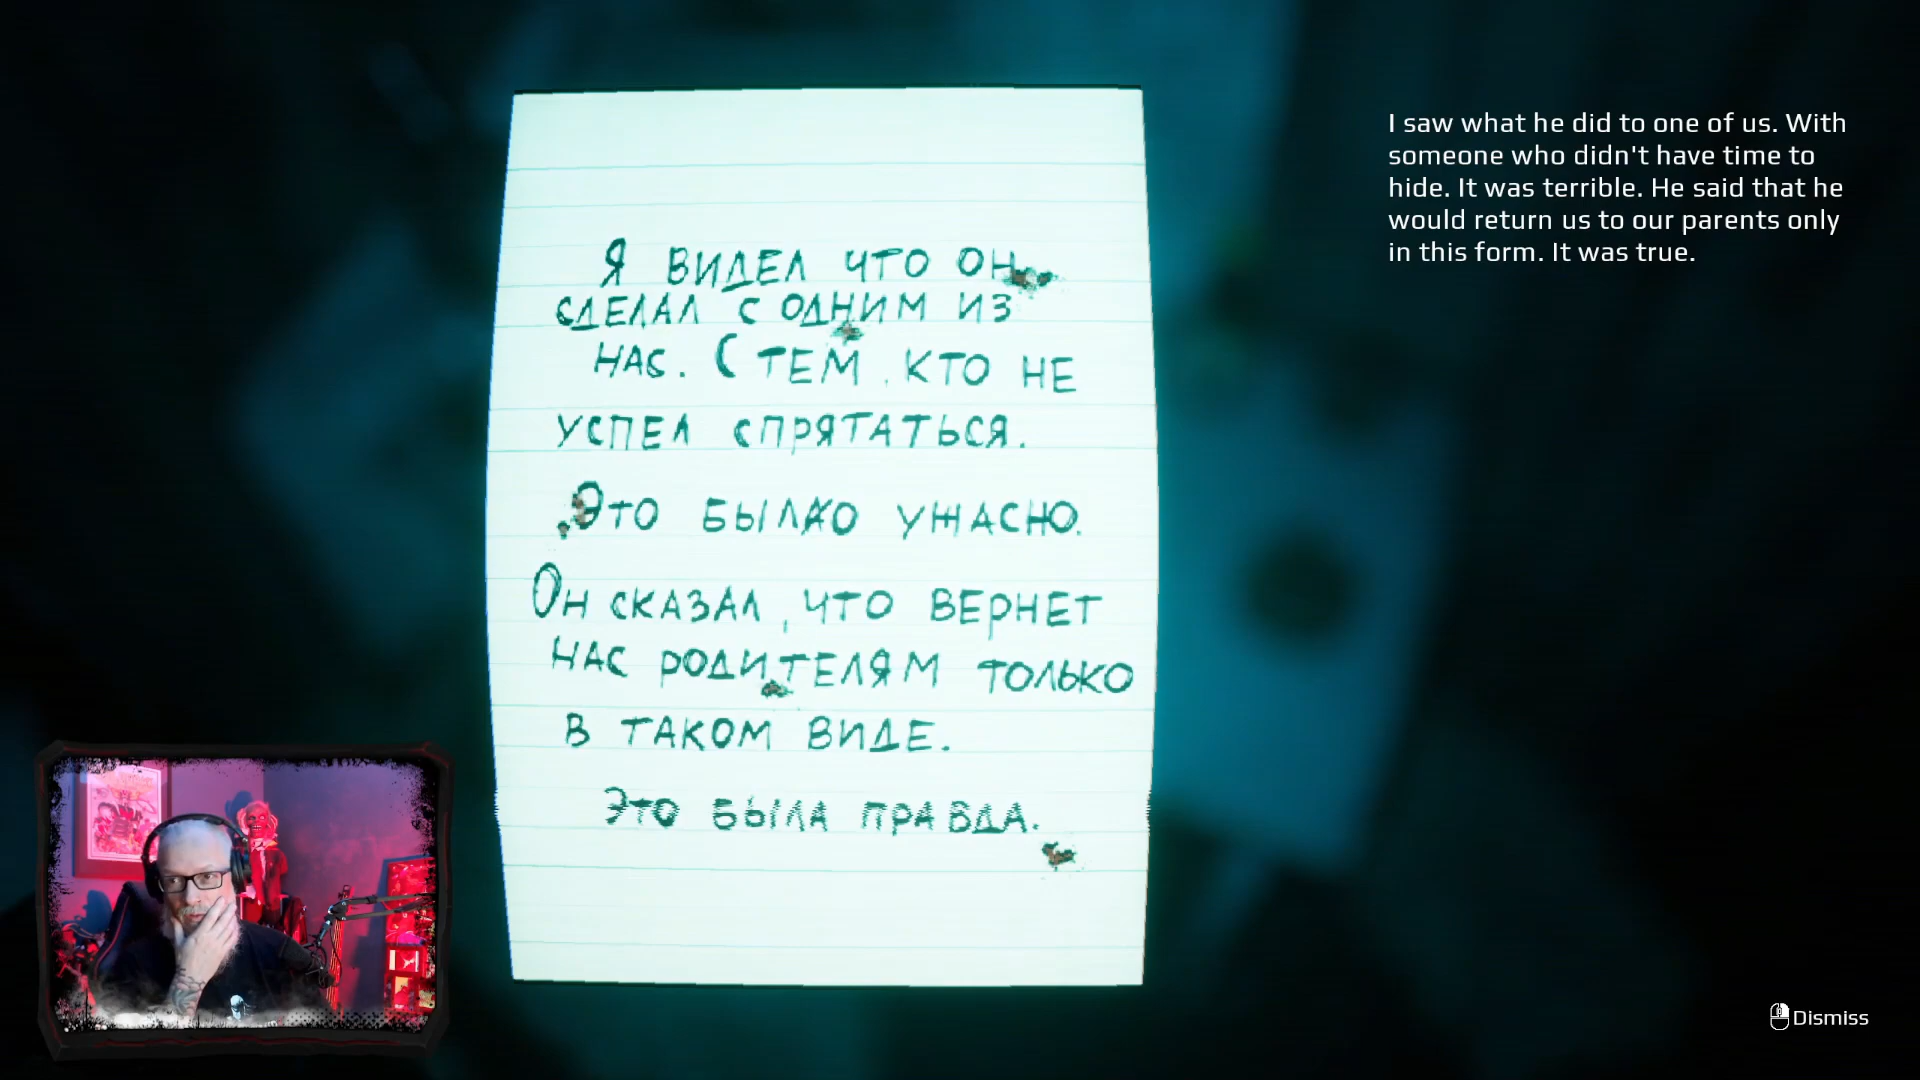 Я ВИДЕЛ ЧТО ОН
СДЕЛАЛ С ОДНИМ ИЗ
НАС. С ТЕМ, КТО НЕ
УСПЕЛ СПРЯТАТЬСЯ.
ЭТО БЫЛО УЖАСНО.
ОН СКАЗАЛ, ЧТО ВЕРНЕТ
НАС РОДИТЕЛЯМ ТОЛЬКО
В ТАКОМ ВИДЕ.
ЭТО БЫЛА ПРАВДА.
I saw what he did to one of us. With
someone who didn't have time to
hide. It was terrible. He said that he
would return us to our parents only
in this form. It was true.
Dismiss